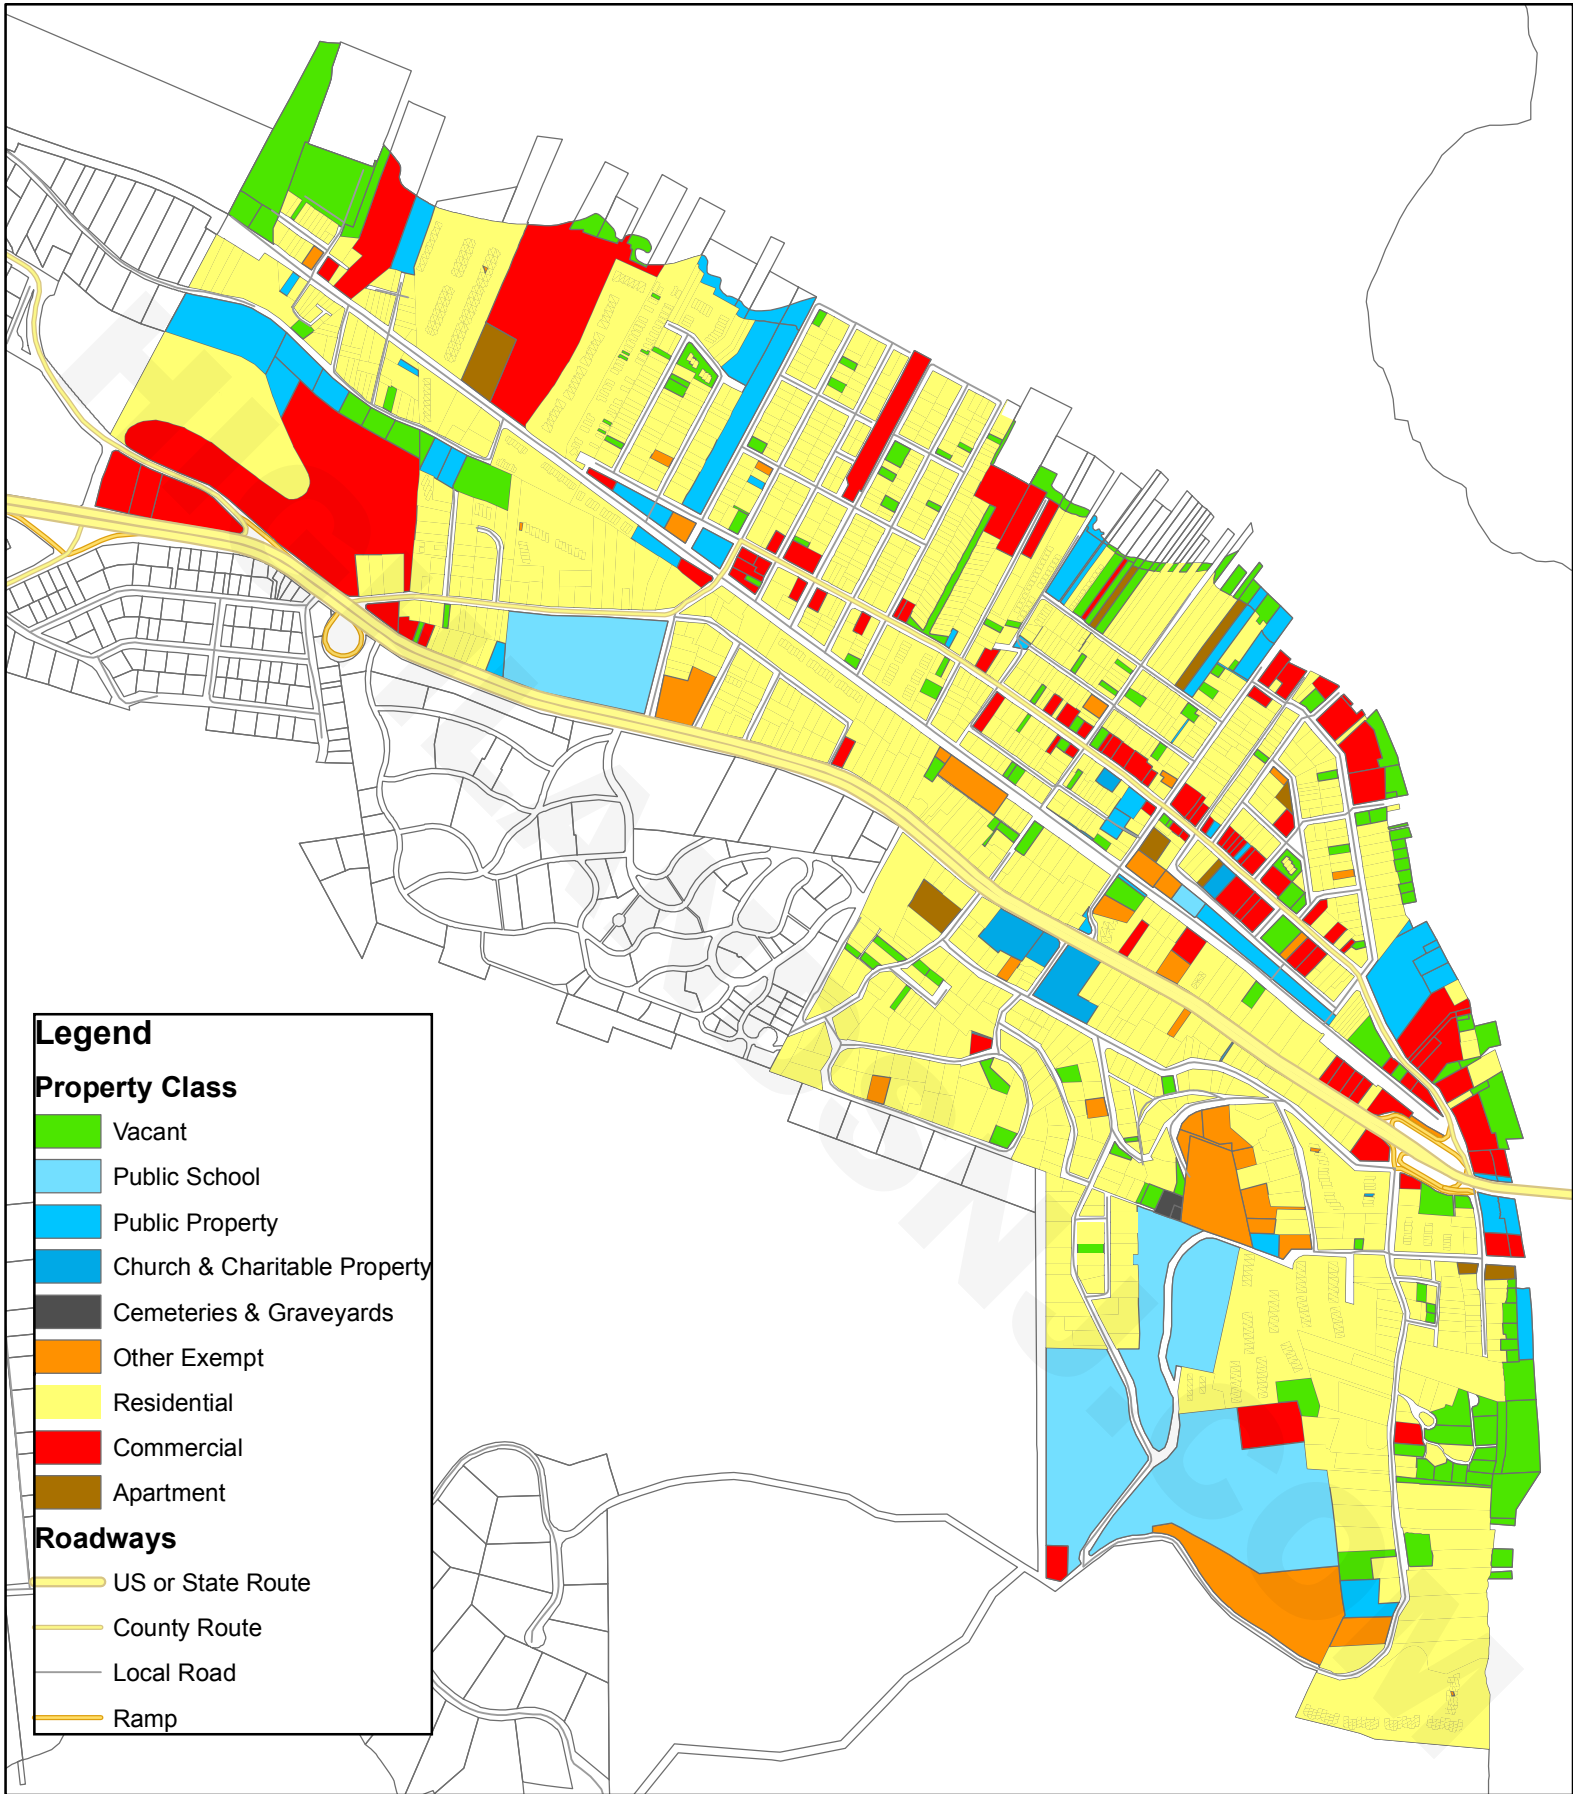 Legend
Property Class
Vacant
Public School
Public Property
Church & Charitable Property
Cemeteries & Graveyards
Other Exempt
Residential
Commercial
Apartment
Roadways
US or State Route
County Route
Local Road
Ramp